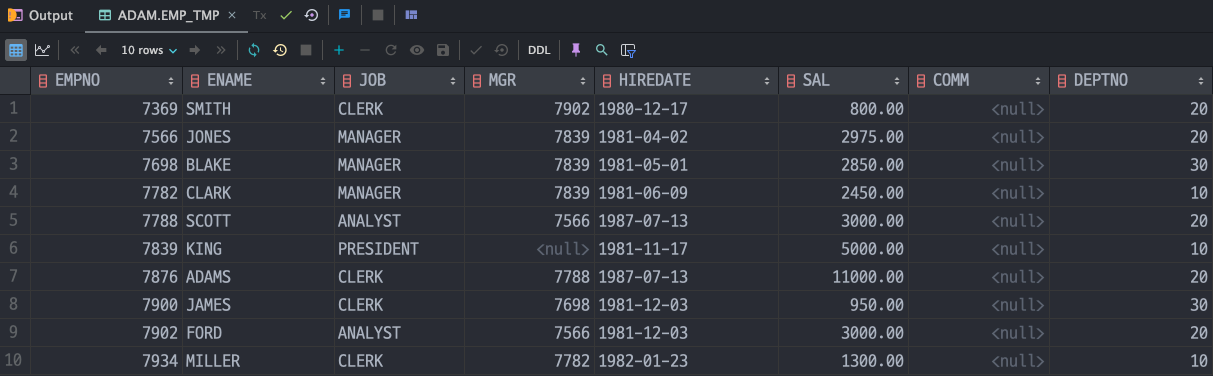 Output ADAM.EMP_TMP × Tx
10 rows DDL
EMPNO ENAME JOB MGR HIREDATE SAL COMM DEPTNO
1 7369 SMITH CLERK 7902 1980-12-17 800.00 <null> 20
2 7566 JONES MANAGER 7839 1981-04-02 2975.00 <null> 20
3 7698 BLAKE MANAGER 7839 1981-05-01 2850.00 <null> 30
4 7782 CLARK MANAGER 7839 1981-06-09 2450.00 <null> 10
5 7788 SCOTT ANALYST 7566 1987-07-13 3000.00 <null> 20
6 7839 KING PRESIDENT <null> 1981-11-17 5000.00 <null> 10
7 7876 ADAMS CLERK 7788 1987-07-13 11000.00 <null> 20
8 7900 JAMES CLERK 7698 1981-12-03 950.00 <null> 30
9 7902 FORD ANALYST 7566 1981-12-03 3000.00 <null> 20
10 7934 MILLER CLERK 7782 1982-01-23 1300.00 <null> 10